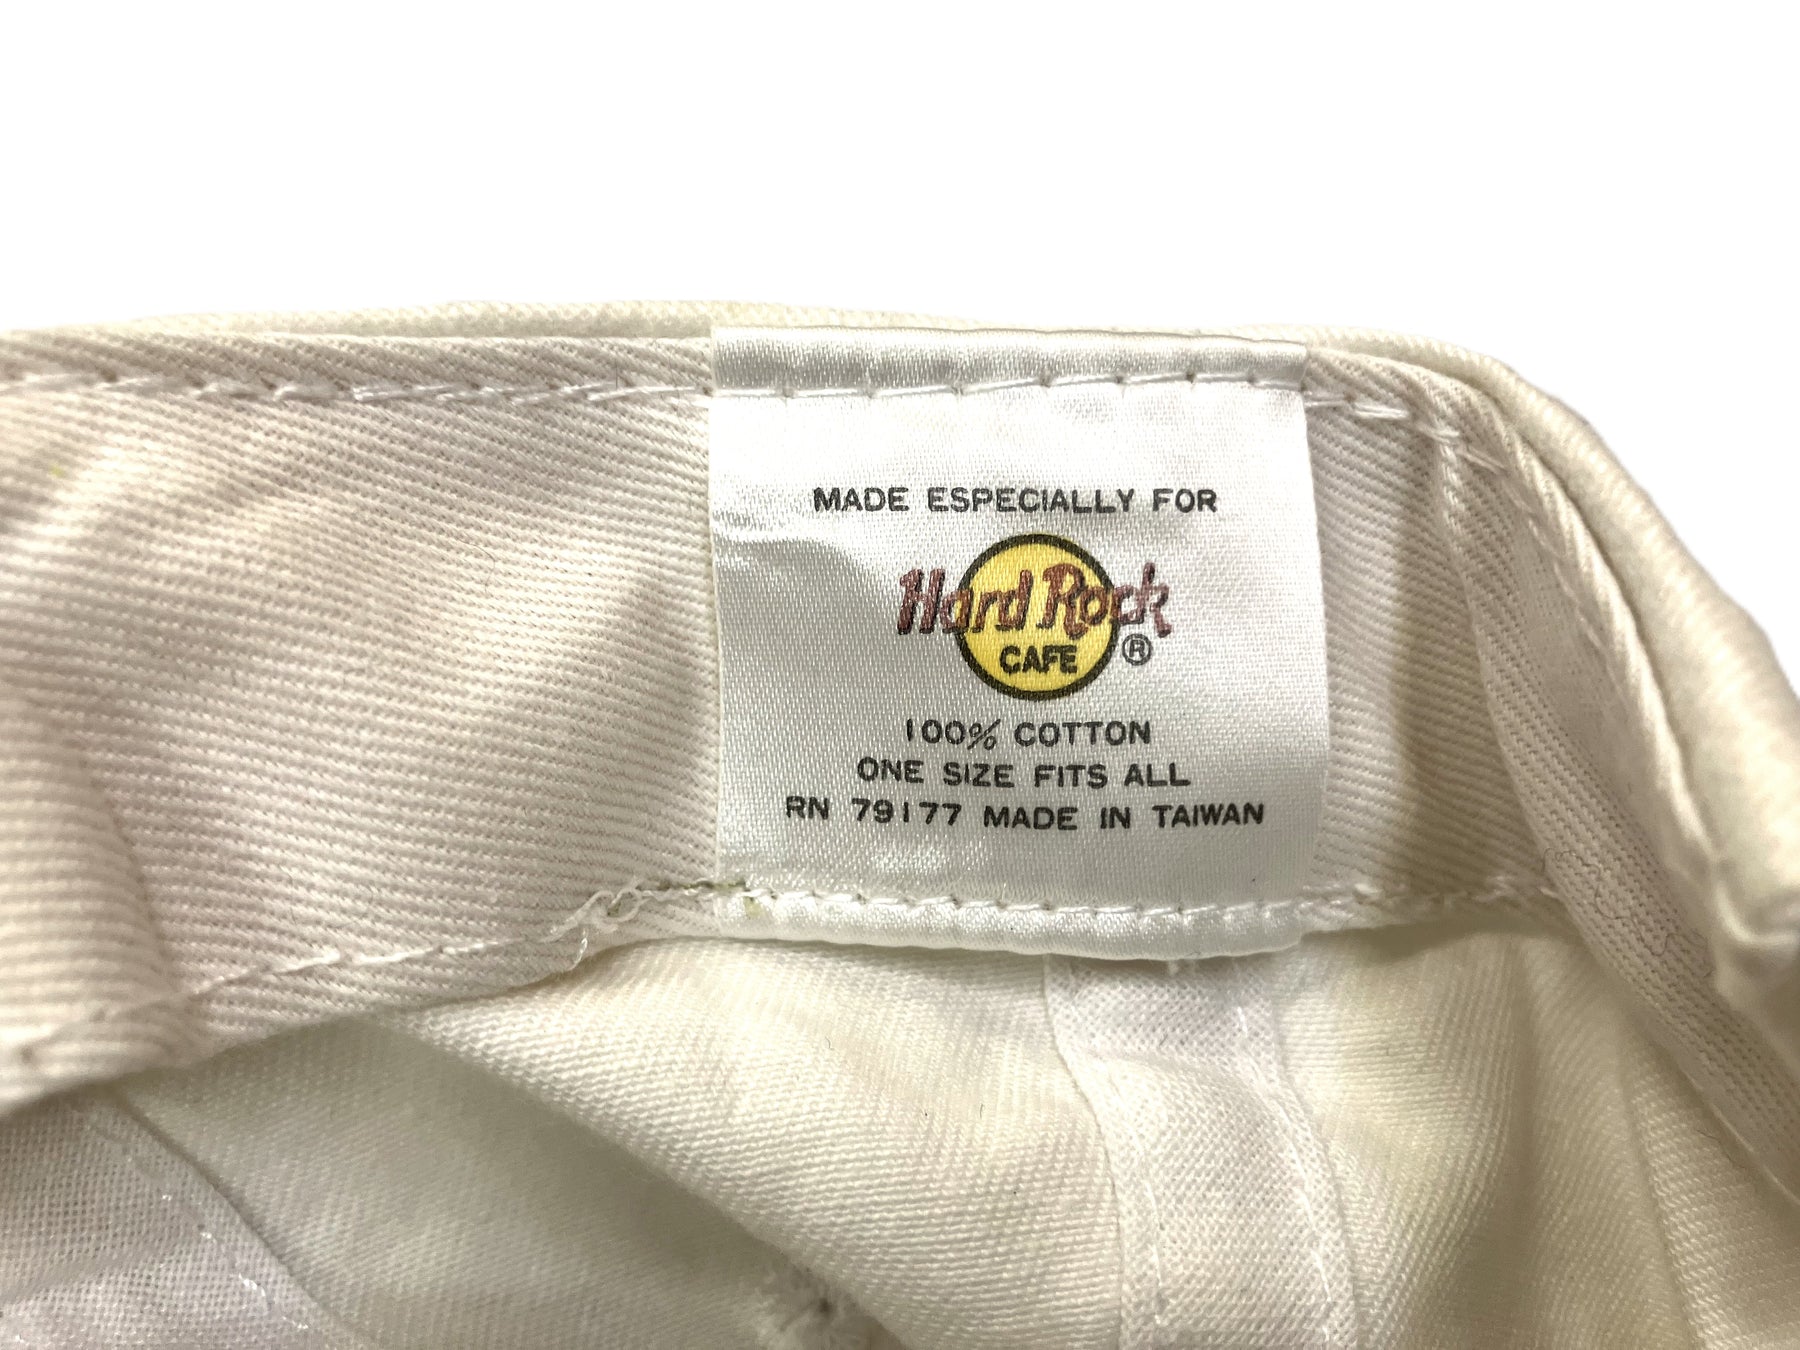 MADE ESPECIALLY FOR
Hard Rock
CAFE ®
100% COTTON
ONE SIZE FITS ALL
RN 79177 MADE IN TAIWAN